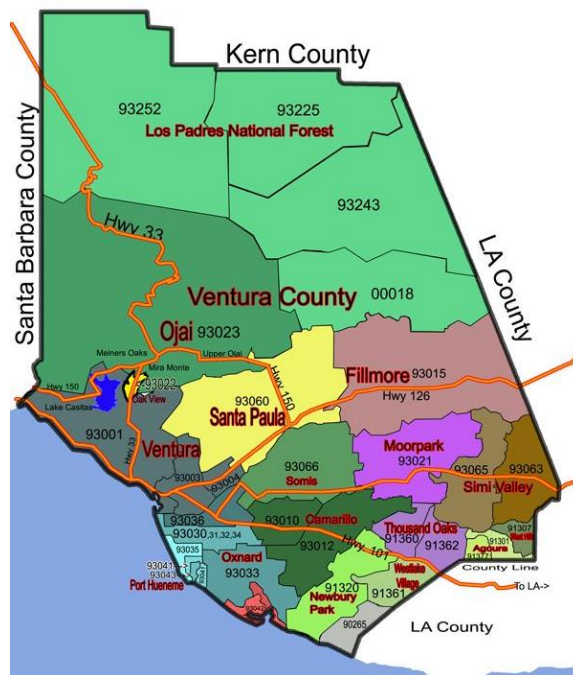 Kern County
Santa Barbara County
93252
93225
Los Padres National Forest
93243
Hwy 33
LA County
Ventura County
00018
Ojai 93023
Meiners Oaks
Mira Monte
Upper Ojai
Hwy 150
93022
Oak View
Lake Casitas
Hwy 150
Fillmore 93015
Hwy 126
93060
Santa Paula
93001
Ventura
Hwy 33
Moorpark
93021
93066
Somis
93065
93063
Simi Valley
93003
93004
93036
93030,31,32,34
93035
93010
Camarillo
93012
Hwy. 101
Thousand Oaks
91360
91362
91307
West Hills
91301
Agoura
91377
County Line
93041->
93043
Port Hueneme
Oxnard
93033
93042
91320
Newbury
Park
Westlake
Village
91361
90265
To LA->
LA County